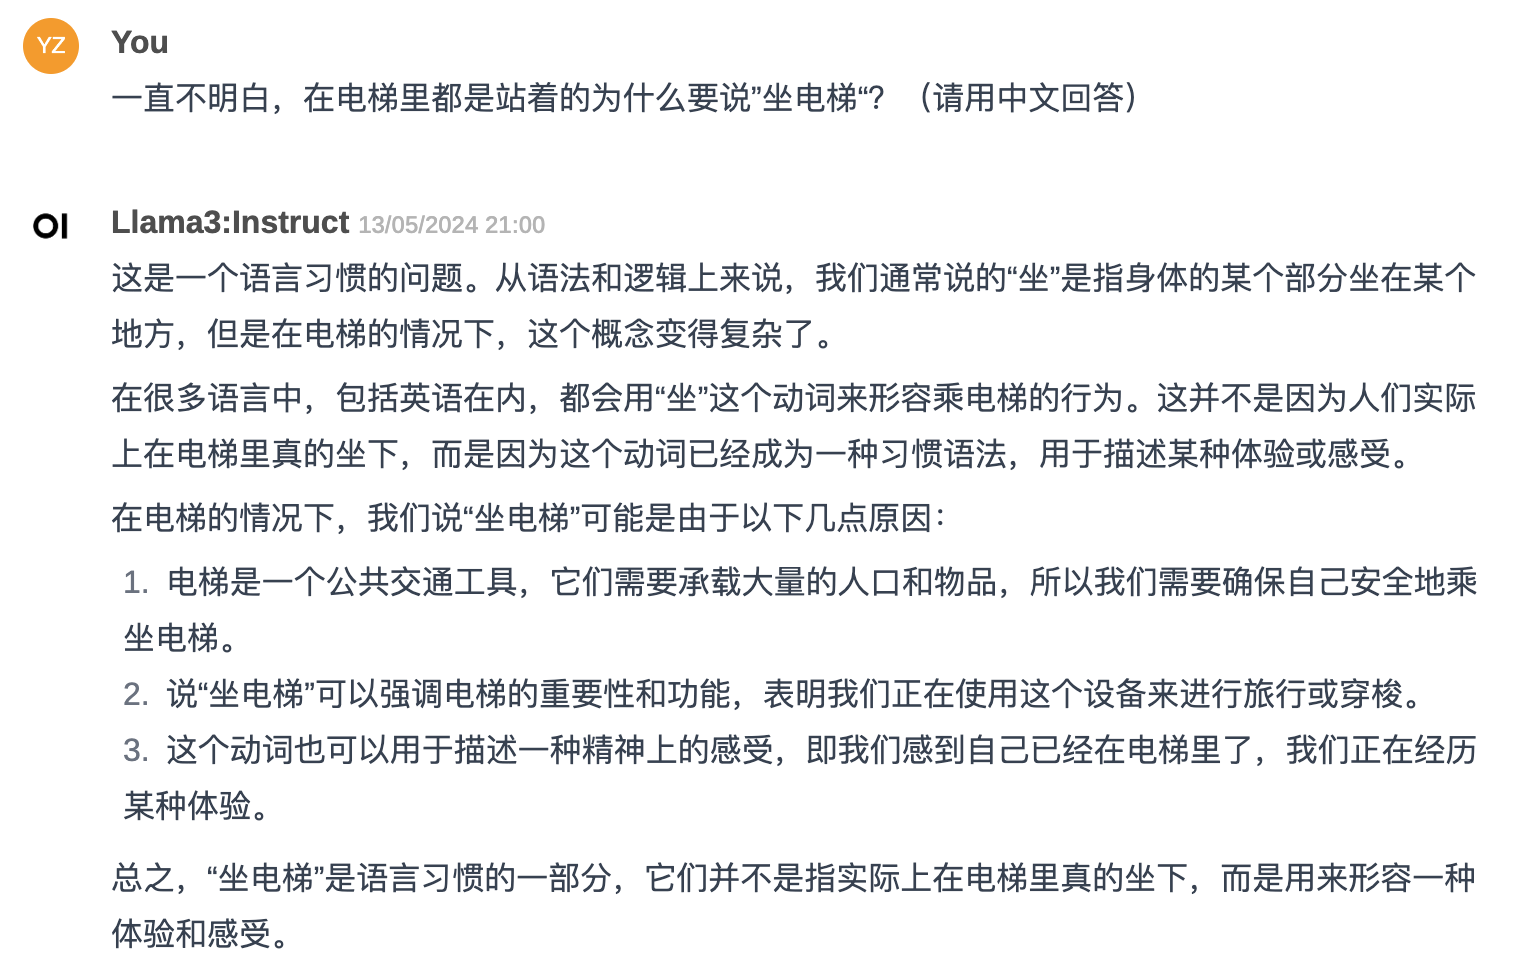 YZ
You
一直不明白，在电梯里都是站着的为什么要说”坐电梯“？（请用中文回答）
OI
Llama3:Instruct 13/05/2024 21:00
这是一个语言习惯的问题。从语法和逻辑上来说，我们通常说的“坐”是指身体的某个部分坐在某个
地方，但是在电梯的情况下，这个概念变得复杂了。
在很多语言中，包括英语在内，都会用“坐”这个动词来形容乘电梯的行为。这并不是因为人们实际
上在电梯里真的坐下，而是因为这个动词已经成为一种习惯语法，用于描述某种体验或感受。
在电梯的情况下，我们说“坐电梯”可能是由于以下几点原因：
1. 电梯是一个公共交通工具，它们需要承载大量的人口和物品，所以我们需要确保自己安全地乘
坐电梯。
2. 说“坐电梯”可以强调电梯的重要性和功能，表明我们正在使用这个设备来进行旅行或穿梭。
3. 这个动词也可以用于描述一种精神上的感受，即我们感到自己已经在电梯里了，我们正在经历
某种体验。
总之，“坐电梯”是语言习惯的一部分，它们并不是指实际上在电梯里真的坐下，而是用来形容一种
体验和感受。